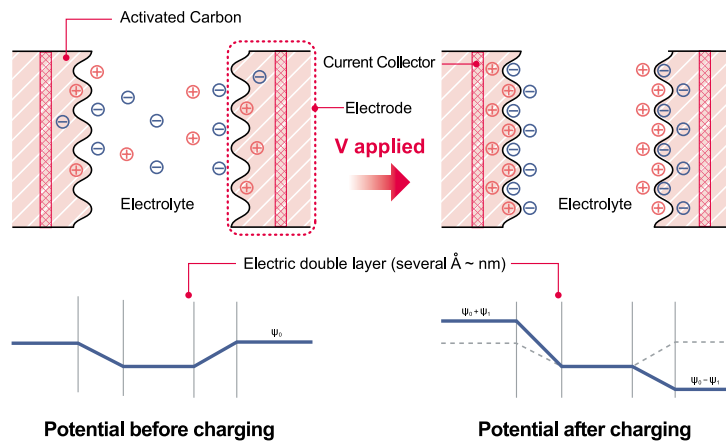 Activated Carbon
Current Collector
Electrode
V applied
Electrolyte
Electrolyte
Electric double layer (several Å ~ nm)
Ψ₀
Ψ₀+Ψ₁
Ψ₀−Ψ₁
Potential before charging
Potential after charging